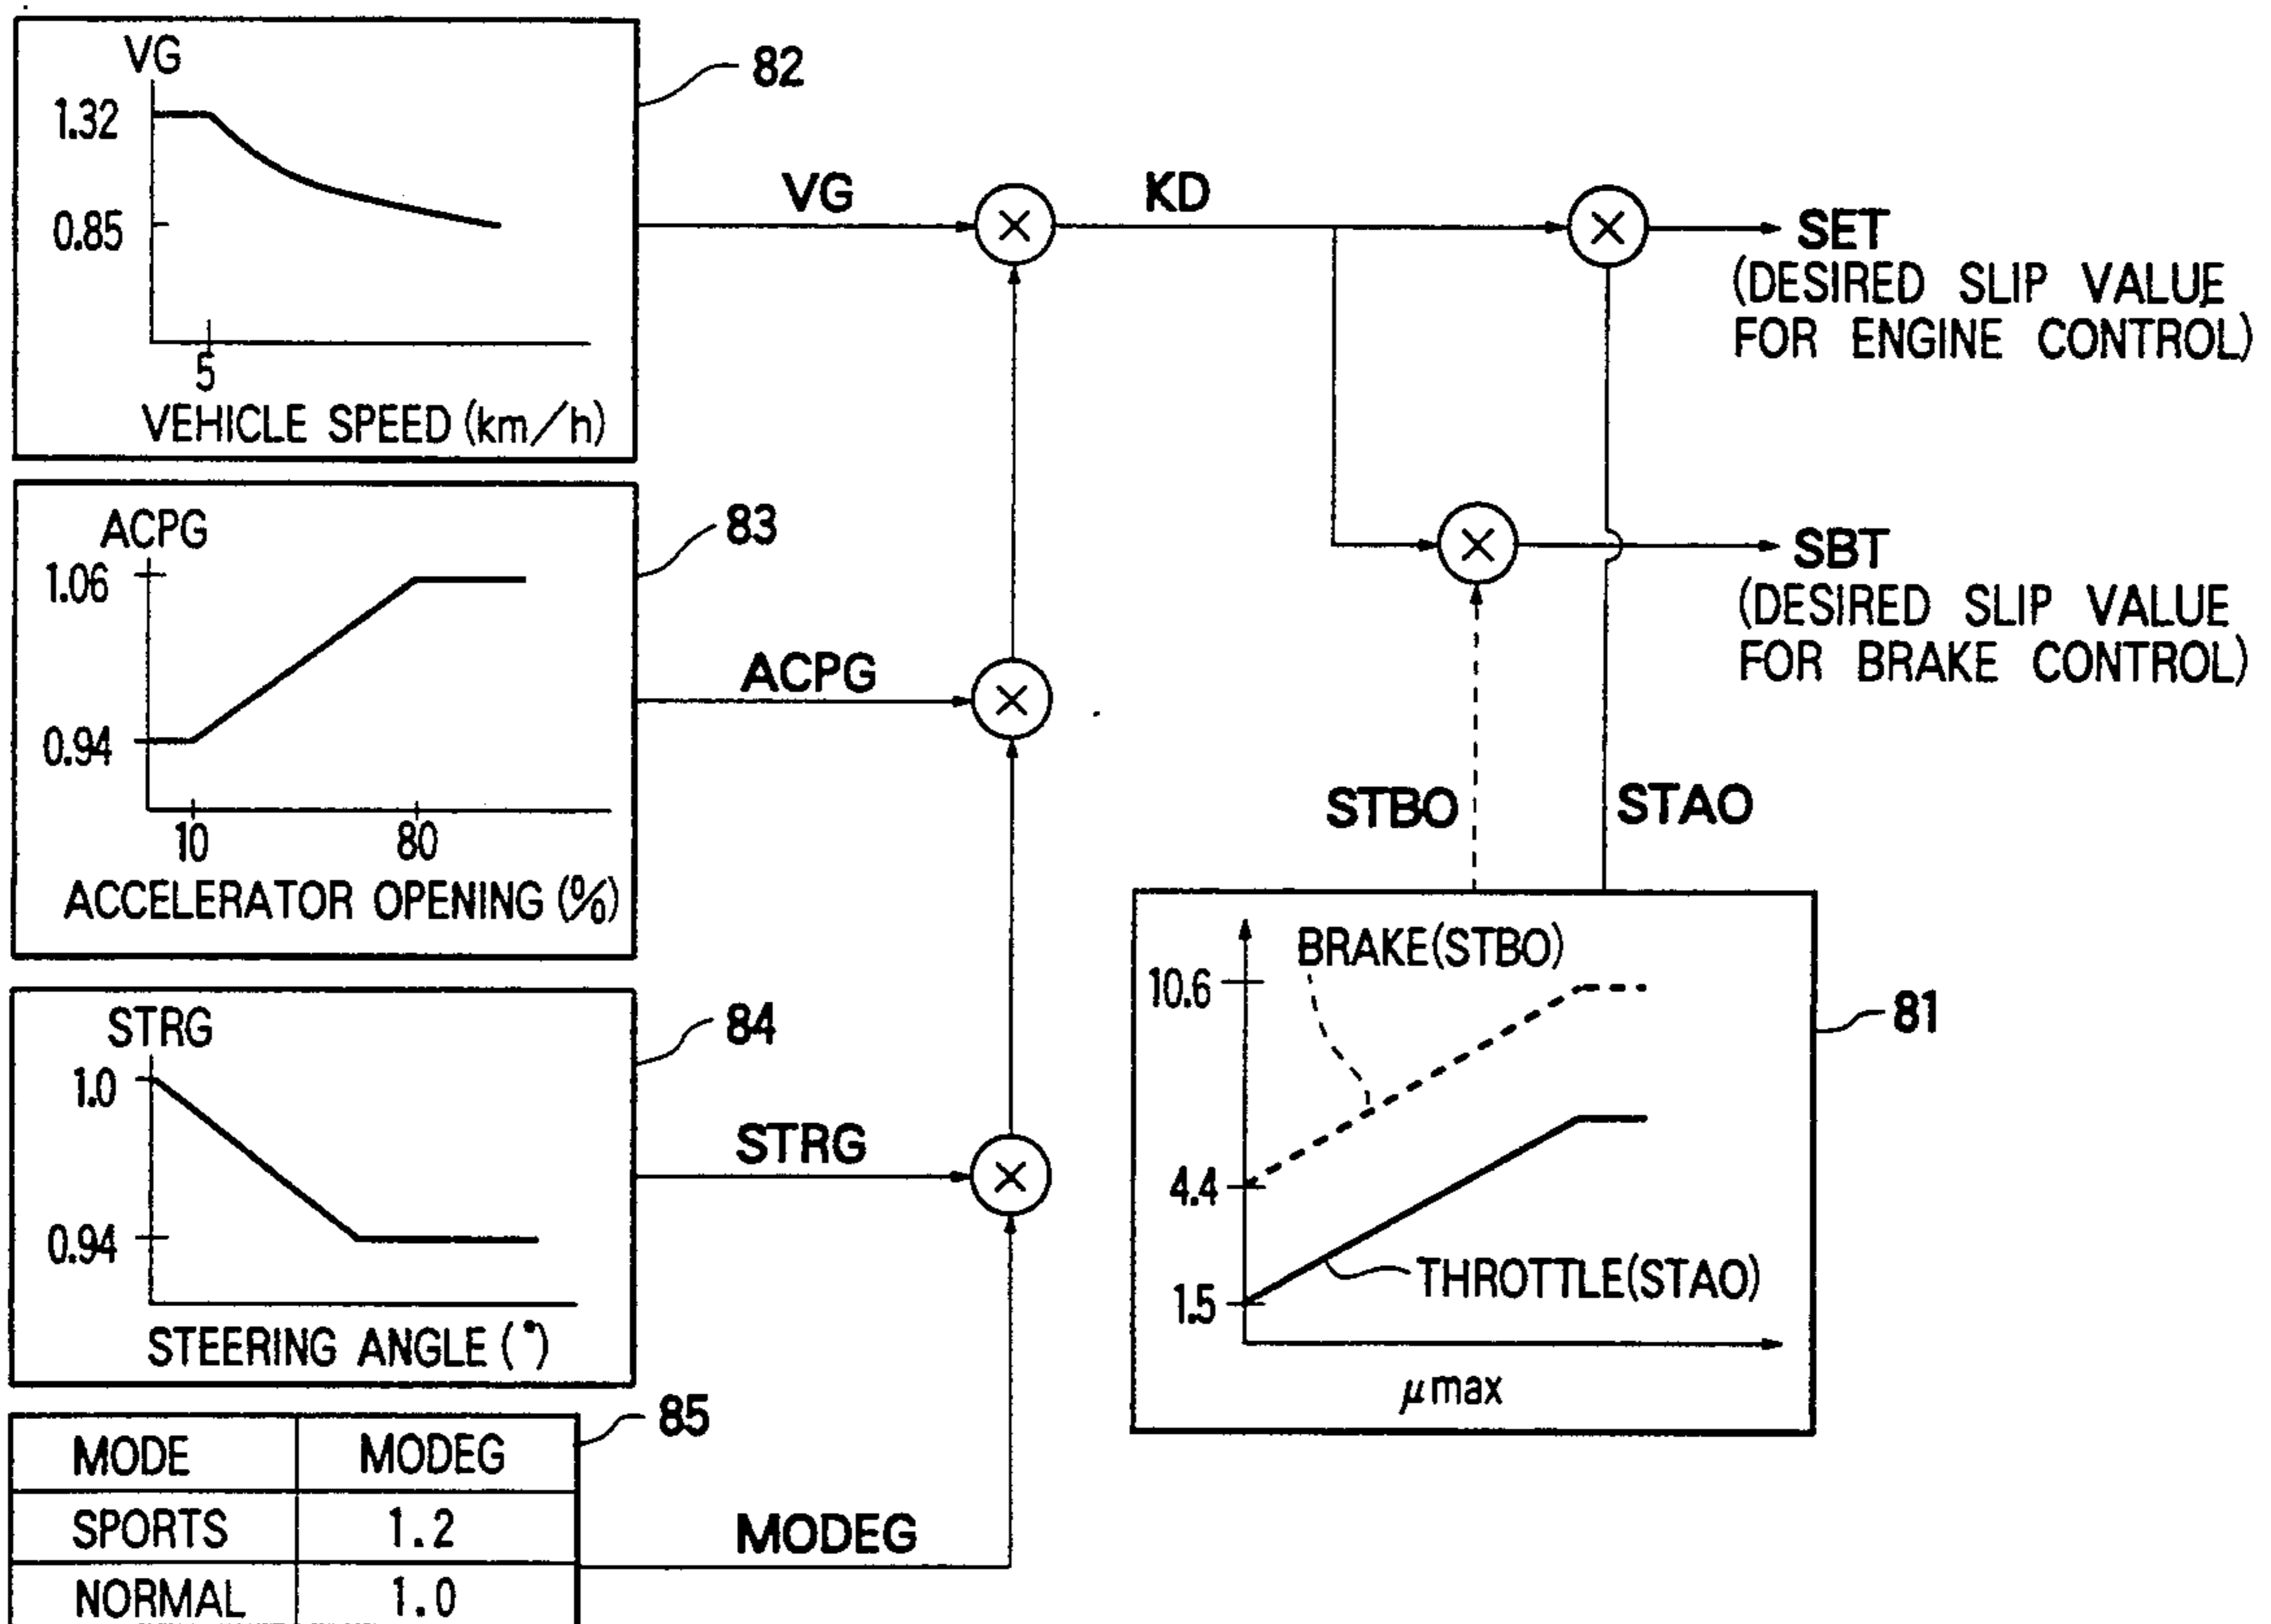 VG
1.32
0.85
5
VEHICLE SPEED (km/h)
82
VG
KD
SET
(DESIRED SLIP VALUE
FOR ENGINE CONTROL)
ACPG
1.06
0.94
10 80
ACCELERATOR OPENING (%)
83
ACPG
SBT
(DESIRED SLIP VALUE
FOR BRAKE CONTROL)
STBO
STAO
STRG
1.0
0.94
STEERING ANGLE (°)
84
STRG
BRAKE(STBO)
10.6
4.4
1.5
THROTTLE(STAO)
μmax
81
85
MODE MODEG
SPORTS 1.2
NORMAL 1.0
MODEG